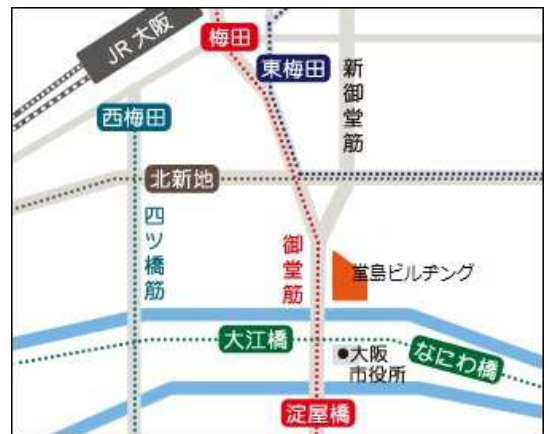 JR大阪
梅田
東梅田
新御堂筋
西梅田
北新地
四ツ橋筋
御堂筋
堂島ビルヂング
大江橋
●大阪
市役所
なにわ橋
淀屋橋